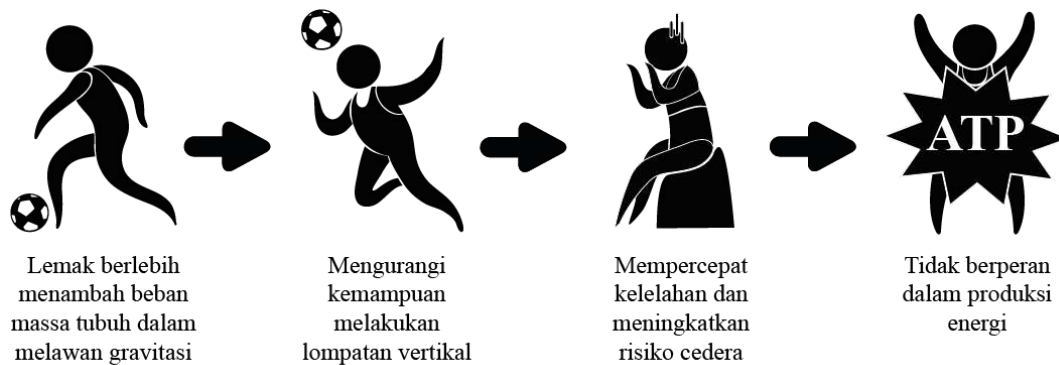 ATP
Lemak berlebih
menambah beban
massa tubuh dalam
melawan gravitasi
Mengurangi
kemampuan
melakukan
lompatan vertikal
Mempercepat
kelelahan dan
meningkatkan
risiko cedera
Tidak berperan
dalam produksi
energi